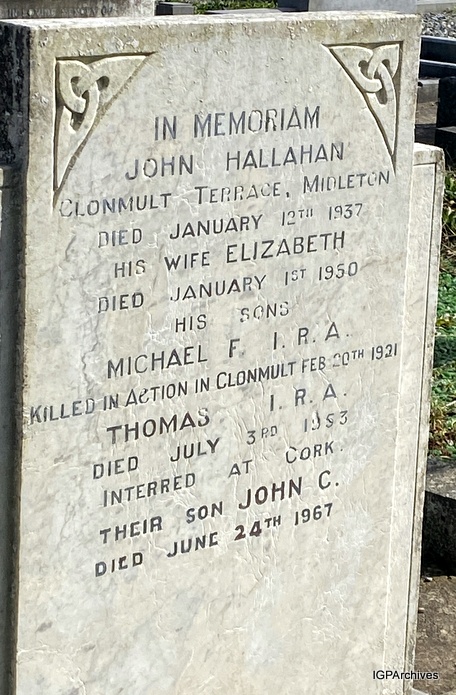 IN MEMORIAM
JOHN HALLAHAN
CLONMULT TERRACE, MIDLETON
DIED JANUARY 12TH 1937
HIS WIFE ELIZABETH
DIED JANUARY 1ST 1950
HIS SONS
MICHAEL F. I.R.A.
KILLED IN ACTION IN CLONMULT FEB 20TH 1921
THOMAS I.R.A.
DIED JULY 3RD 1953
INTERRED AT CORK.
THEIR SON JOHN C.
DIED JUNE 24TH 1967
IGPArchives